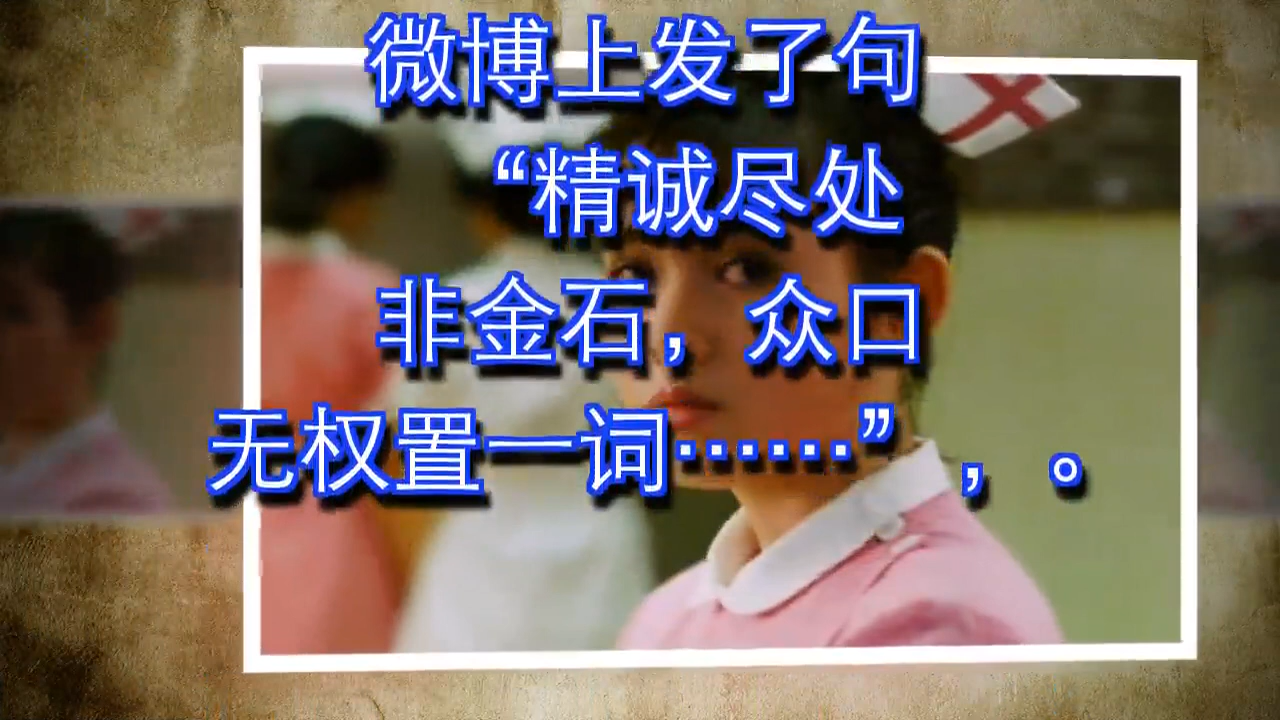 微博上发了句
“精诚尽处
非金石，众口
无权置一词……”，。